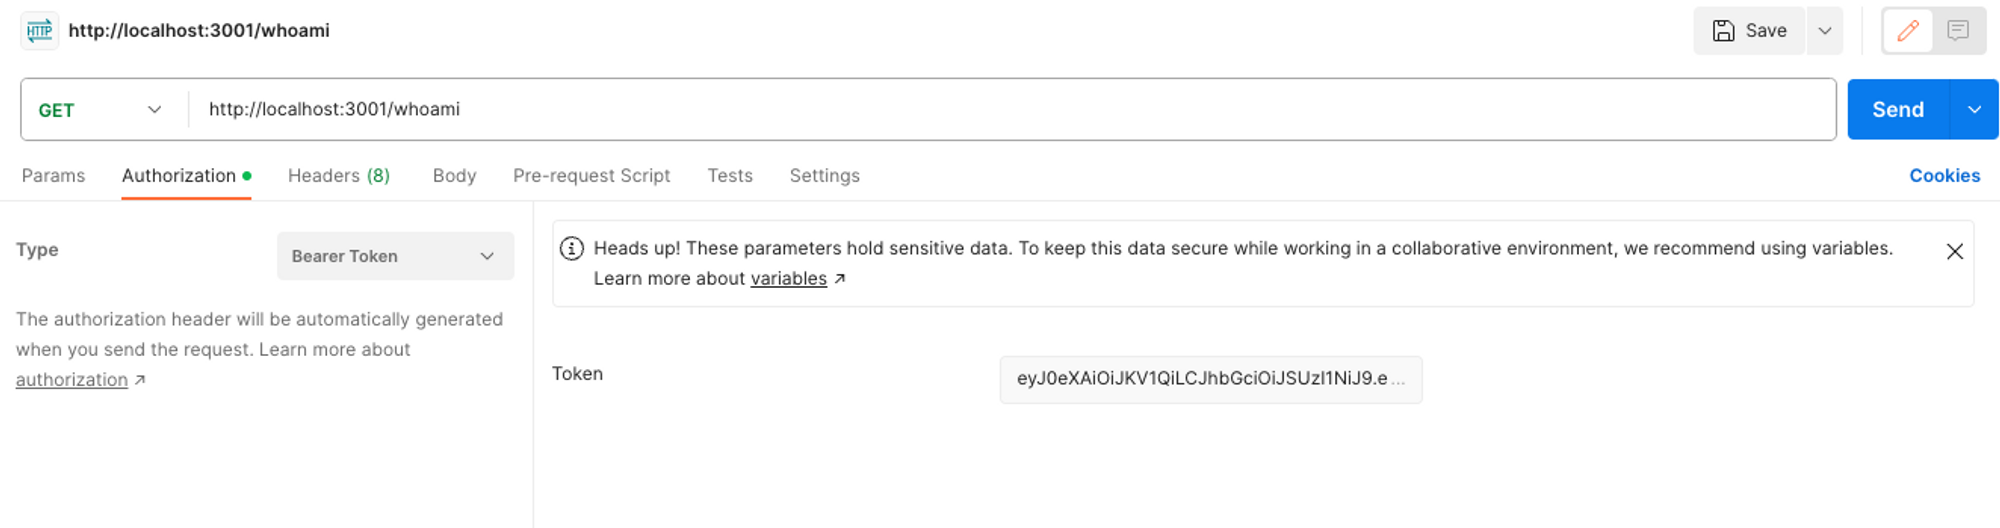 HTTP http://localhost:3001/whoami Save
GET http://localhost:3001/whoami Send
Params Authorization Headers (8) Body Pre-request Script Tests Settings Cookies
Type Bearer Token
The authorization header will be automatically generated
when you send the request. Learn more about
authorization ↗
Heads up! These parameters hold sensitive data. To keep this data secure while working in a collaborative environment, we recommend using variables.
Learn more about variables ↗
Token eyJ0eXAiOiJKV1QiLCJhbGciOiJSUzI1NiJ9.e ...